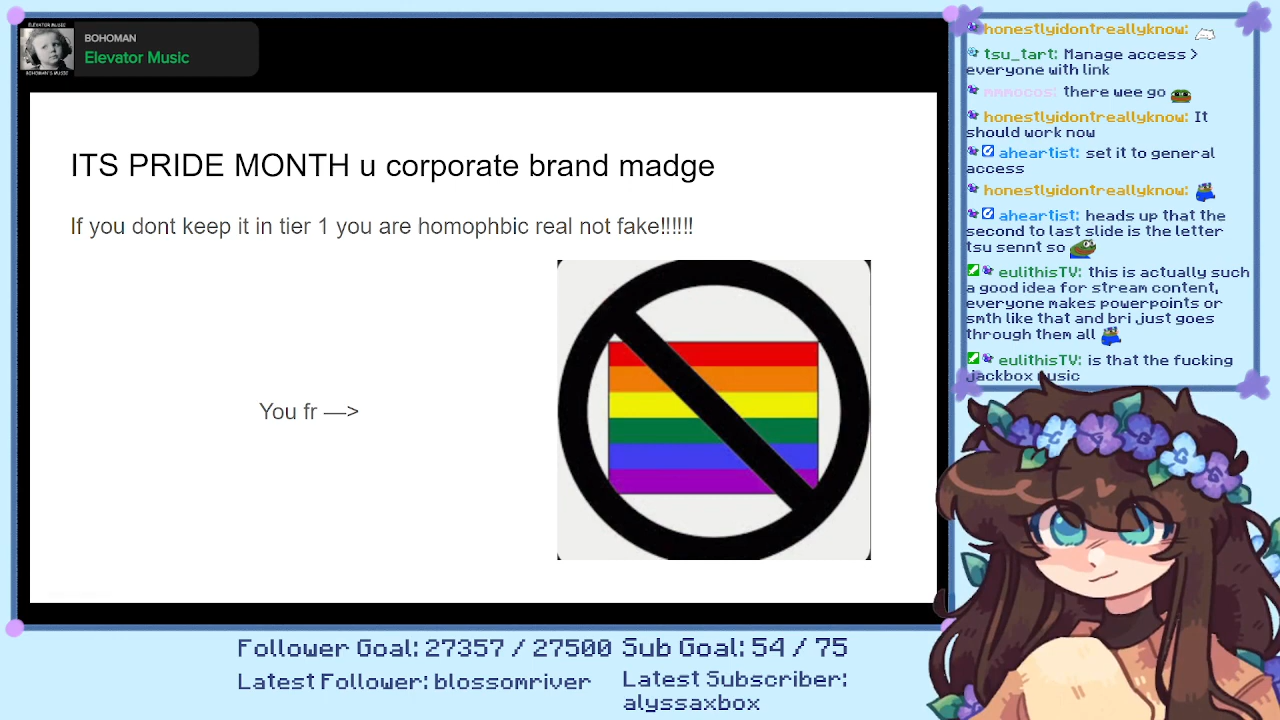 BOHOMAN
Elevator Music
ITS PRIDE MONTH u corporate brand madge
If you dont keep it in tier 1 you are homophbic real not fake!!!!!!
You fr —>
honestlyidontreallyknow:
tsu_tart: Manage access >
everyone with link
mmmocos: there wee go
honestlyidontreallyknow: It
should work now
aheartist: set it to general
access
honestlyidontreallyknow:
aheartist: heads up that the
second to last slide is the letter
tsu sennt so
eulithisTV: this is actually such
a good idea for stream content,
everyone makes powerpoints or
smth like that and bri just goes
through them all
eulithisTV: is that the fucking
jackbox music
Follower Goal: 27357 / 27500
Sub Goal: 54 / 75
Latest Follower: blossomriver
Latest Subscriber:
alyssaxbox